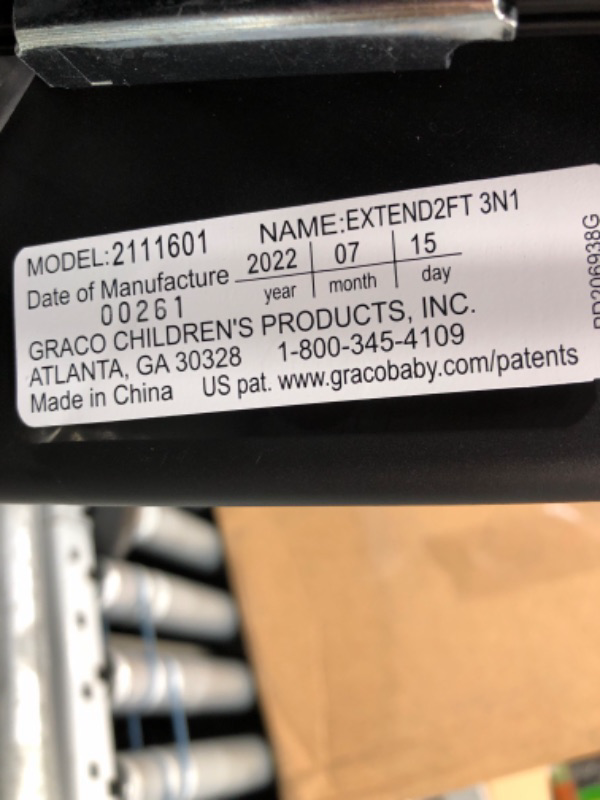 MODEL:2111601 NAME:EXTEND2FT 3N1
Date of Manufacture 2022 07 15
00261 year month day
GRACO CHILDREN'S PRODUCTS, INC.
ATLANTA, GA 30328 1-800-345-4109
Made in China US pat. www.gracobaby.com/patents
PD206938G